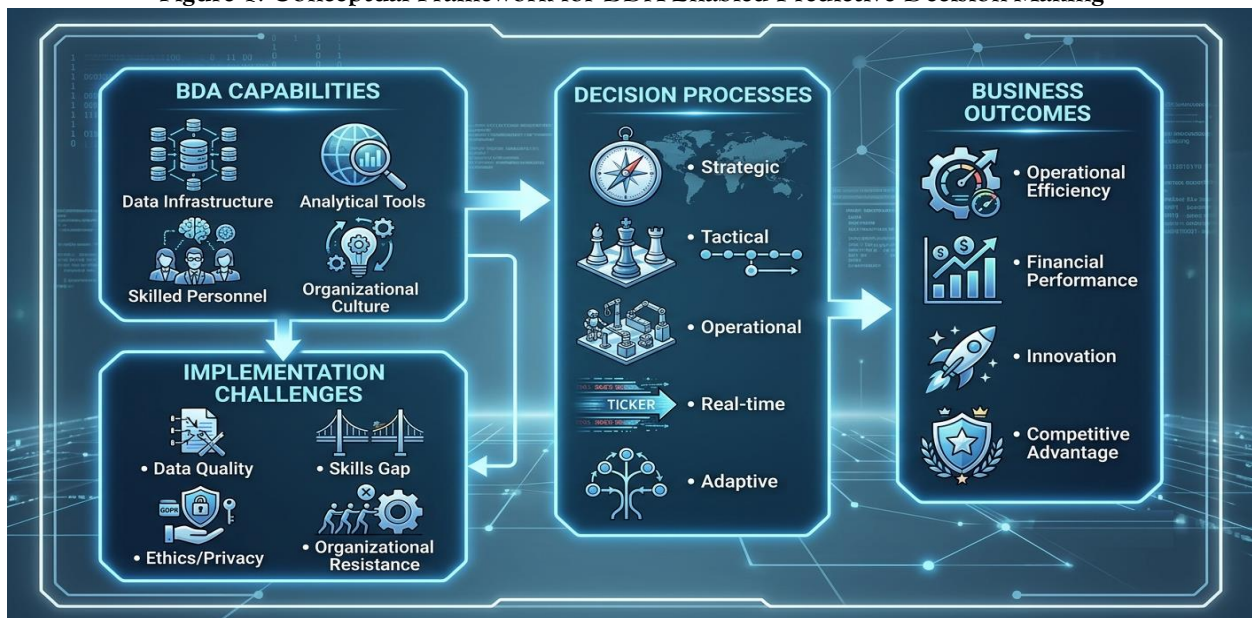 Figure 1: Conceptual Framework for BDA-Enabled Predictive Decision Making
BDA CAPABILITIES
Data Infrastructure
Analytical Tools
Skilled Personnel
Organizational
Culture
IMPLEMENTATION
CHALLENGES
• Data Quality
• Skills Gap
GDPR
• Ethics/Privacy
• Organizational
Resistance
DECISION PROCESSES
• Strategic
• Tactical
• Operational
TICKER
• Real-time
• Adaptive
BUSINESS
OUTCOMES
• Operational
Efficiency
$ $
• Financial
Performance
• Innovation
• Competitive
Advantage